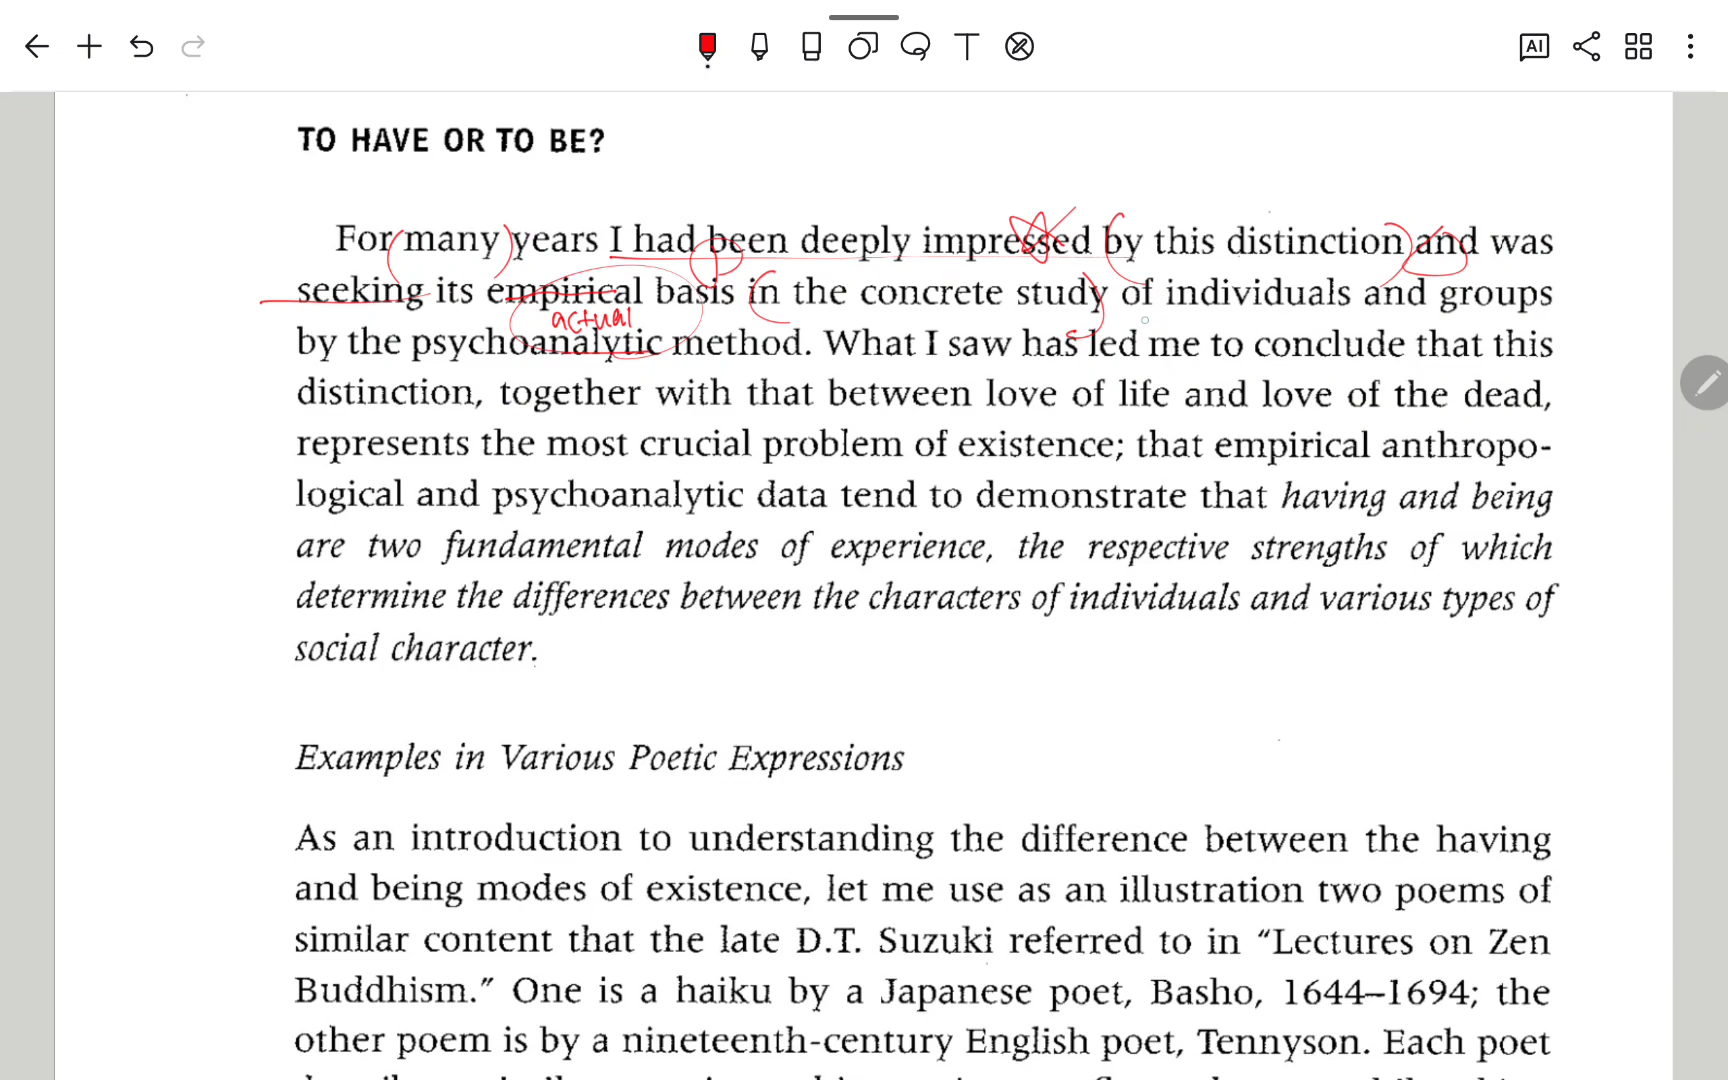 AI
TO HAVE OR TO BE?
For many years I had been deeply impressed by this distinction and was
seeking its empirical basis in the concrete study of individuals and groups
actual
by the psychoanalytic method. What I saw has led me to conclude that this
distinction, together with that between love of life and love of the dead,
represents the most crucial problem of existence; that empirical anthropo-
logical and psychoanalytic data tend to demonstrate that having and being
are two fundamental modes of experience, the respective strengths of which
determine the differences between the characters of individuals and various types of
social character.
Examples in Various Poetic Expressions
As an introduction to understanding the difference between the having
and being modes of existence, let me use as an illustration two poems of
similar content that the late D.T. Suzuki referred to in “Lectures on Zen
Buddhism.” One is a haiku by a Japanese poet, Basho, 1644–1694; the
other poem is by a nineteenth-century English poet, Tennyson. Each poet